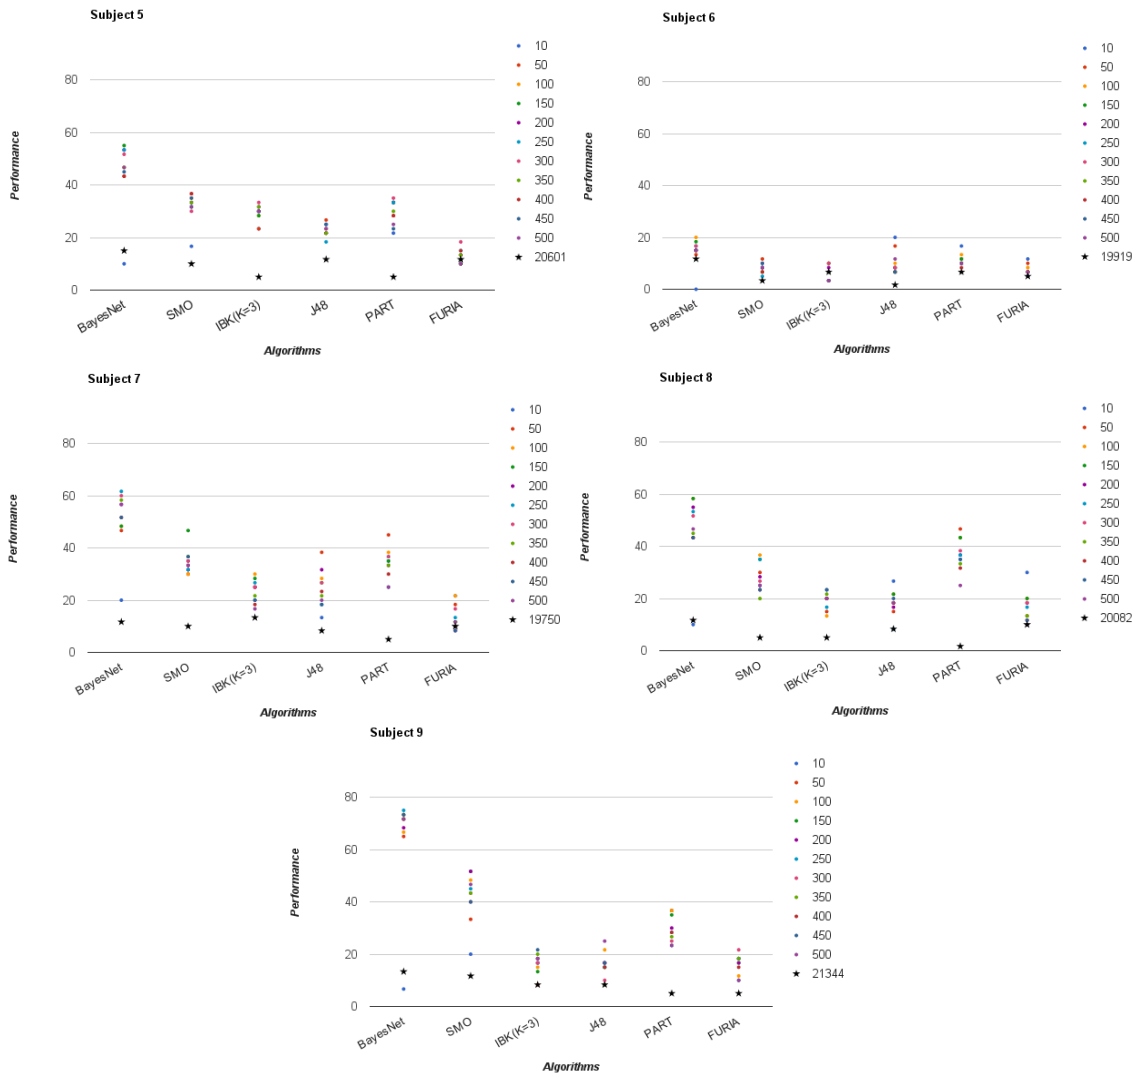 Subject 5
Performance
80
60
40
20
0
BayesNet
SMO
IBK(K=3)
J48
PART
FURIA
Algorithms
10
50
100
150
200
250
300
350
400
450
500
20601
Subject 6
Performance
80
60
40
20
0
BayesNet
SMO
IBK(K=3)
J48
PART
FURIA
Algorithms
10
50
100
150
200
250
300
350
400
450
500
19919
Subject 7
Performance
80
60
40
20
0
BayesNet
SMO
IBK(K=3)
J48
PART
FURIA
Algorithms
10
50
100
150
200
250
300
350
400
450
500
19750
Subject 8
Performance
80
60
40
20
0
BayesNet
SMO
IBK(K=3)
J48
PART
FURIA
Algorithms
10
50
100
150
200
250
300
350
400
450
500
20082
Subject 9
Performance
80
60
40
20
0
BayesNet
SMO
IBK(K=3)
J48
PART
FURIA
Algorithms
10
50
100
150
200
250
300
350
400
450
500
21344